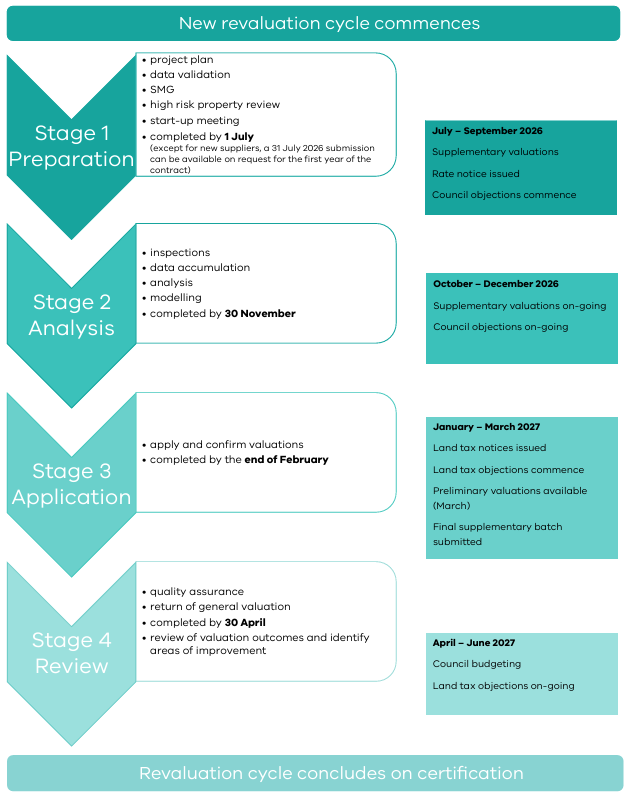 New revaluation cycle commences
Stage 1
Preparation
• project plan
• data validation
• SMG
• high risk property review
• start-up meeting
• completed by 1 July
(except for new suppliers, a 31 July 2026 submission
can be available on request for the first year of the
contract)
July – September 2026
Supplementary valuations
Rate notice issued
Council objections commence
Stage 2
Analysis
• inspections
• data accumulation
• analysis
• modelling
• completed by 30 November
October – December 2026
Supplementary valuations on-going
Council objections on-going
Stage 3
Application
• apply and confirm valuations
• completed by the end of February
January – March 2027
Land tax notices issued
Land tax objections commence
Preliminary valuations available
(March)
Final supplementary batch
submitted
Stage 4
Review
• quality assurance
• return of general valuation
• completed by 30 April
• review of valuation outcomes and identify
areas of improvement
April – June 2027
Council budgeting
Land tax objections on-going
Revaluation cycle concludes on certification